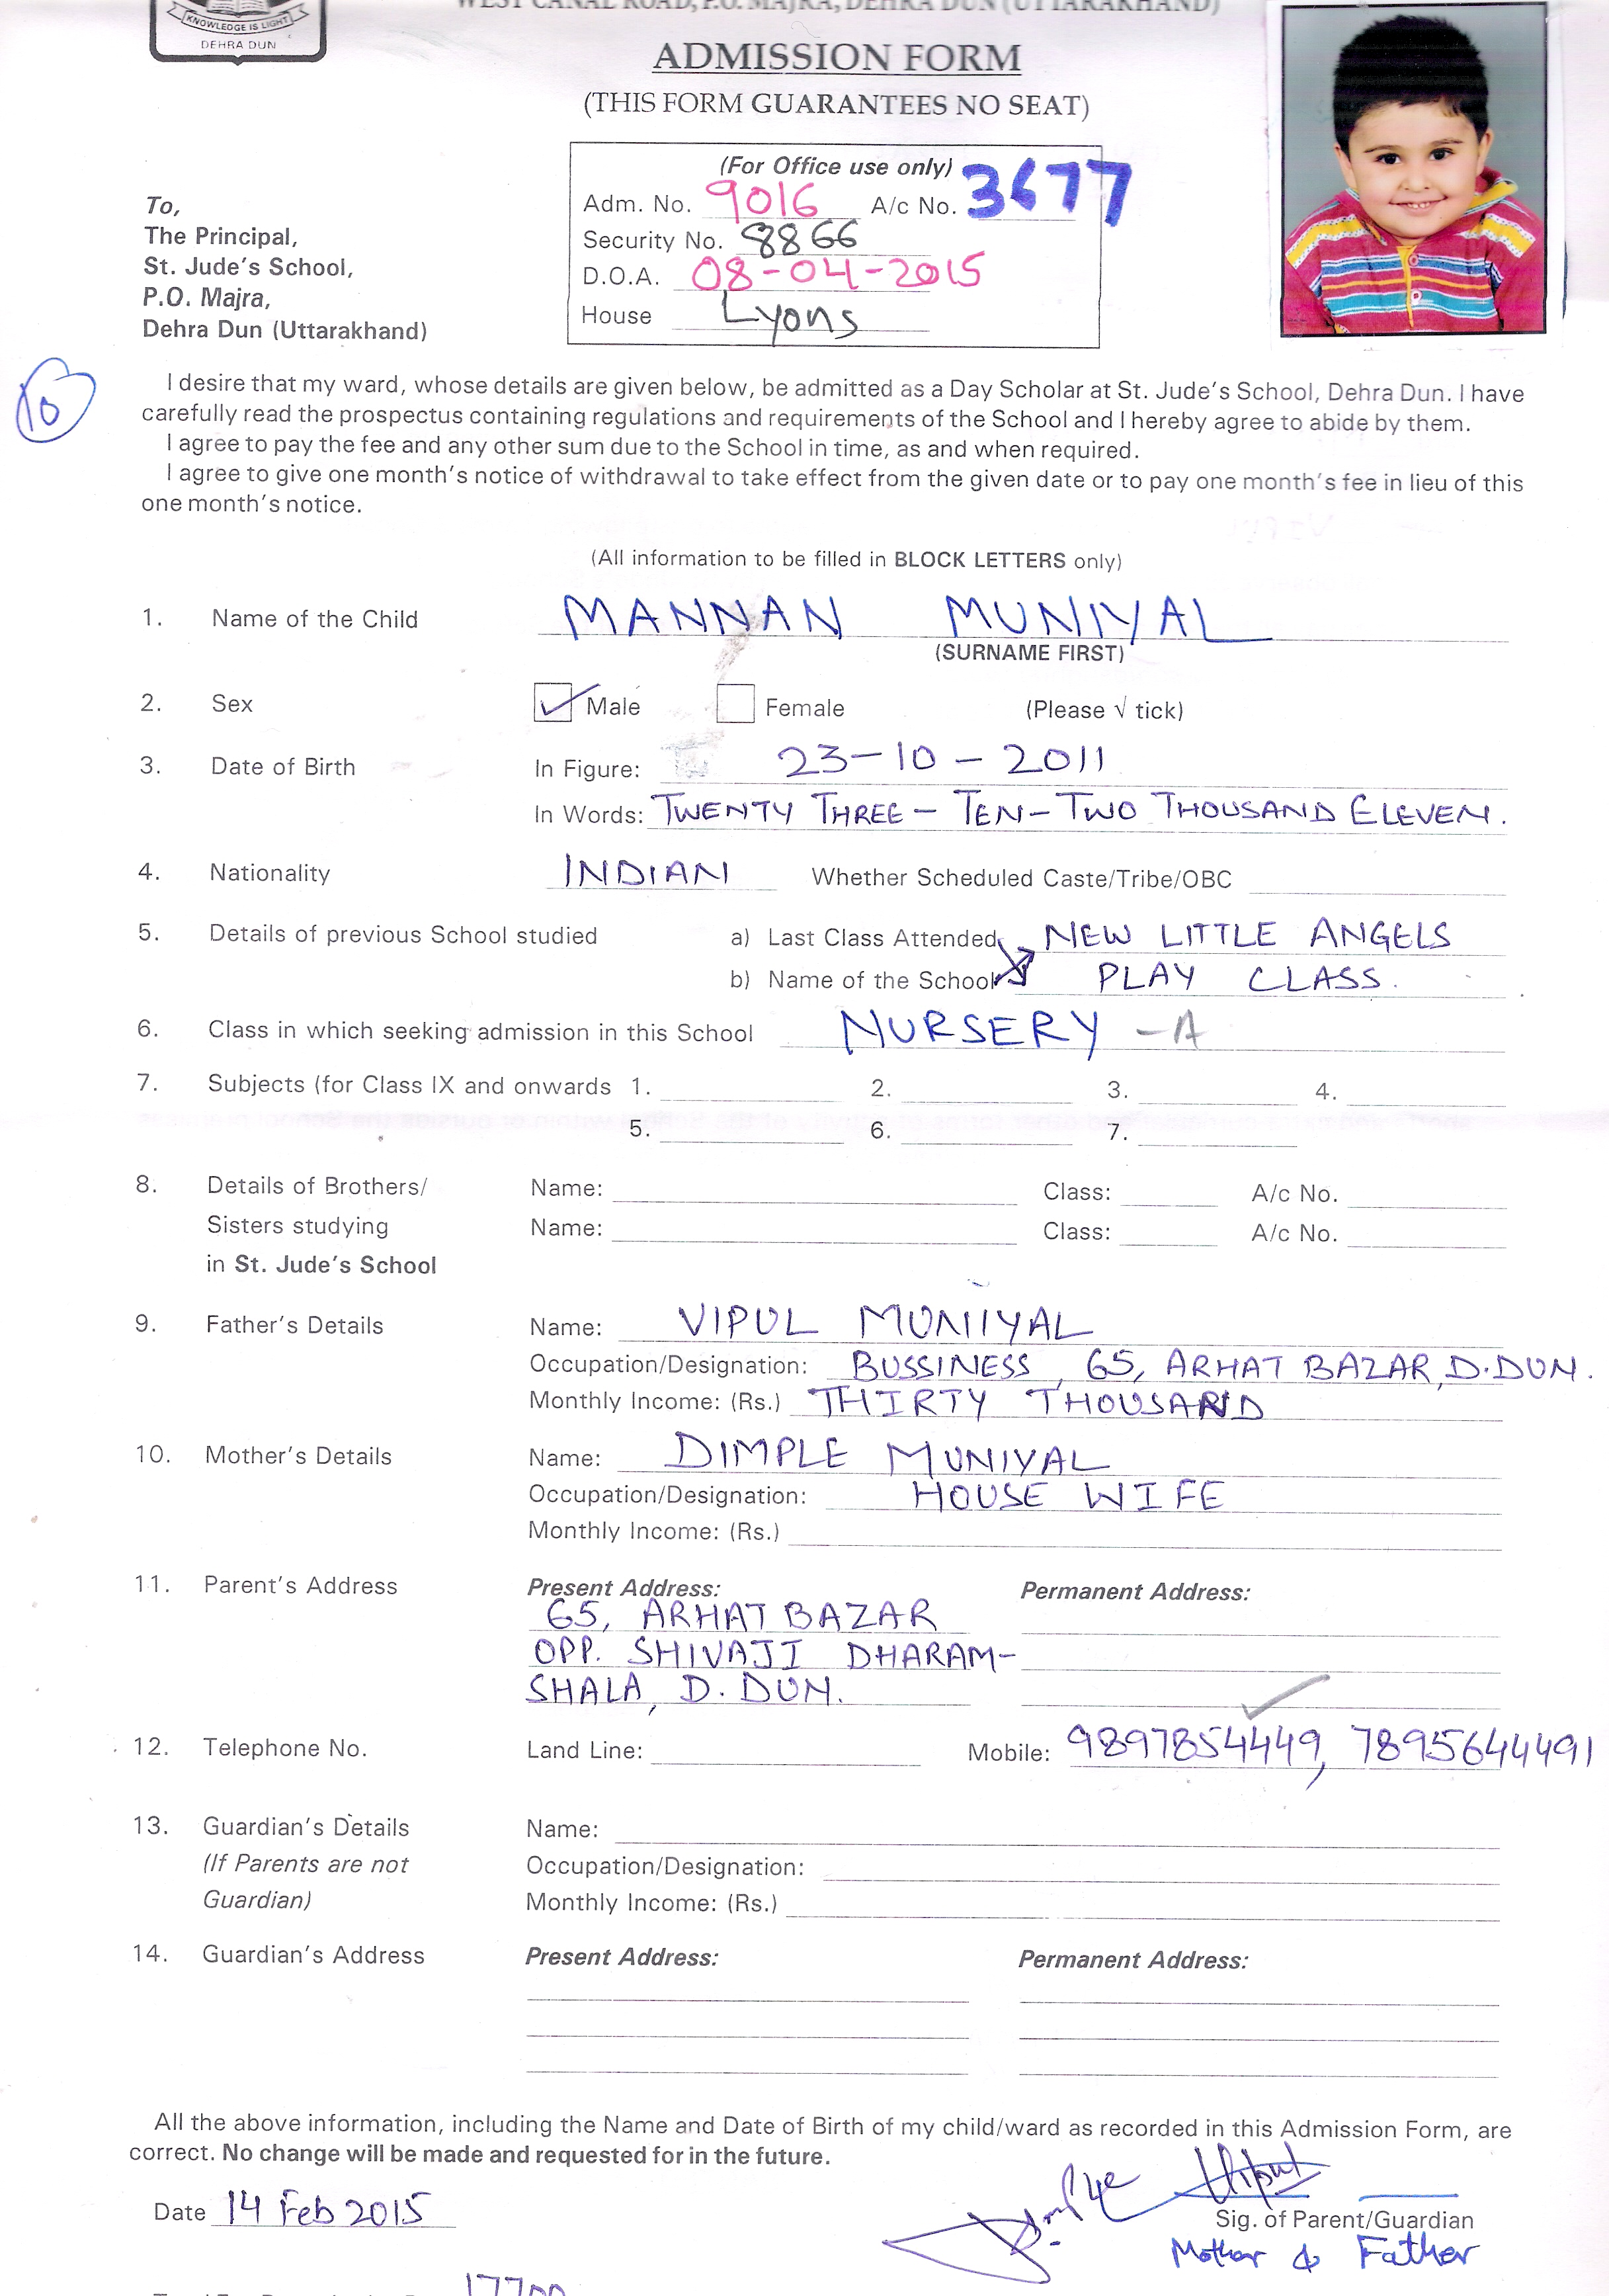 WEST CANAL ROAD, P.O. MAJRA, DEHRA DUN (UTTARAKHAND)
KNOWLEDGE IS LIGHT
DEHRA DUN
ADMISSION FORM
(THIS FORM GUARANTEES NO SEAT)
(For Office use only)
Adm. No. 9016 A/c No. 3677
Security No. 8866
D.O.A. 08-04-2015
House Lyons
To,
The Principal,
St. Jude's School,
P.O. Majra,
Dehra Dun (Uttarakhand)
10
I desire that my ward, whose details are given below, be admitted as a Day Scholar at St. Jude's School, Dehra Dun. I have
carefully read the prospectus containing regulations and requirements of the School and I hereby agree to abide by them.
I agree to pay the fee and any other sum due to the School in time, as and when required.
I agree to give one month's notice of withdrawal to take effect from the given date or to pay one month's fee in lieu of this
one month's notice.
(All information to be filled in BLOCK LETTERS only)
1. Name of the Child MANNAN MUNIYAL
(SURNAME FIRST)
2. Sex Male Female (Please √ tick)
3. Date of Birth In Figure: 23-10-2011
In Words: TWENTY THREE - TEN - TWO THOUSAND ELEVEN.
4. Nationality INDIAN Whether Scheduled Caste/Tribe/OBC
5. Details of previous School studied a) Last Class Attended NEW LITTLE ANGELS
b) Name of the School PLAY CLASS.
6. Class in which seeking admission in this School NURSERY -A
7. Subjects (for Class IX and onwards 1. 2. 3. 4.
5. 6. 7.
8. Details of Brothers/ Name: Class: A/c No.
Sisters studying Name: Class: A/c No.
in St. Jude's School
9. Father's Details Name: VIPUL MUNIYAL
Occupation/Designation: BUSSINESS, 65, ARHAT BAZAR, D.DUN.
Monthly Income: (Rs.) THIRTY THOUSAND
10. Mother's Details Name: DIMPLE MUNIYAL
Occupation/Designation: HOUSE WIFE
Monthly Income: (Rs.)
11. Parent's Address Present Address: Permanent Address:
65, ARHAT BAZAR
OPP. SHIVAJI DHARAM-
SHALA, D. DUN.
12. Telephone No. Land Line: Mobile: 9897854449, 7895644491
13. Guardian's Details Name:
(If Parents are not Occupation/Designation:
Guardian) Monthly Income: (Rs.)
14. Guardian's Address Present Address: Permanent Address:
All the above information, including the Name and Date of Birth of my child/ward as recorded in this Admission Form, are
correct. No change will be made and requested for in the future.
Date 14 Feb 2015 Dimple Vipul
Sig. of Parent/Guardian
Mother & Father
17700